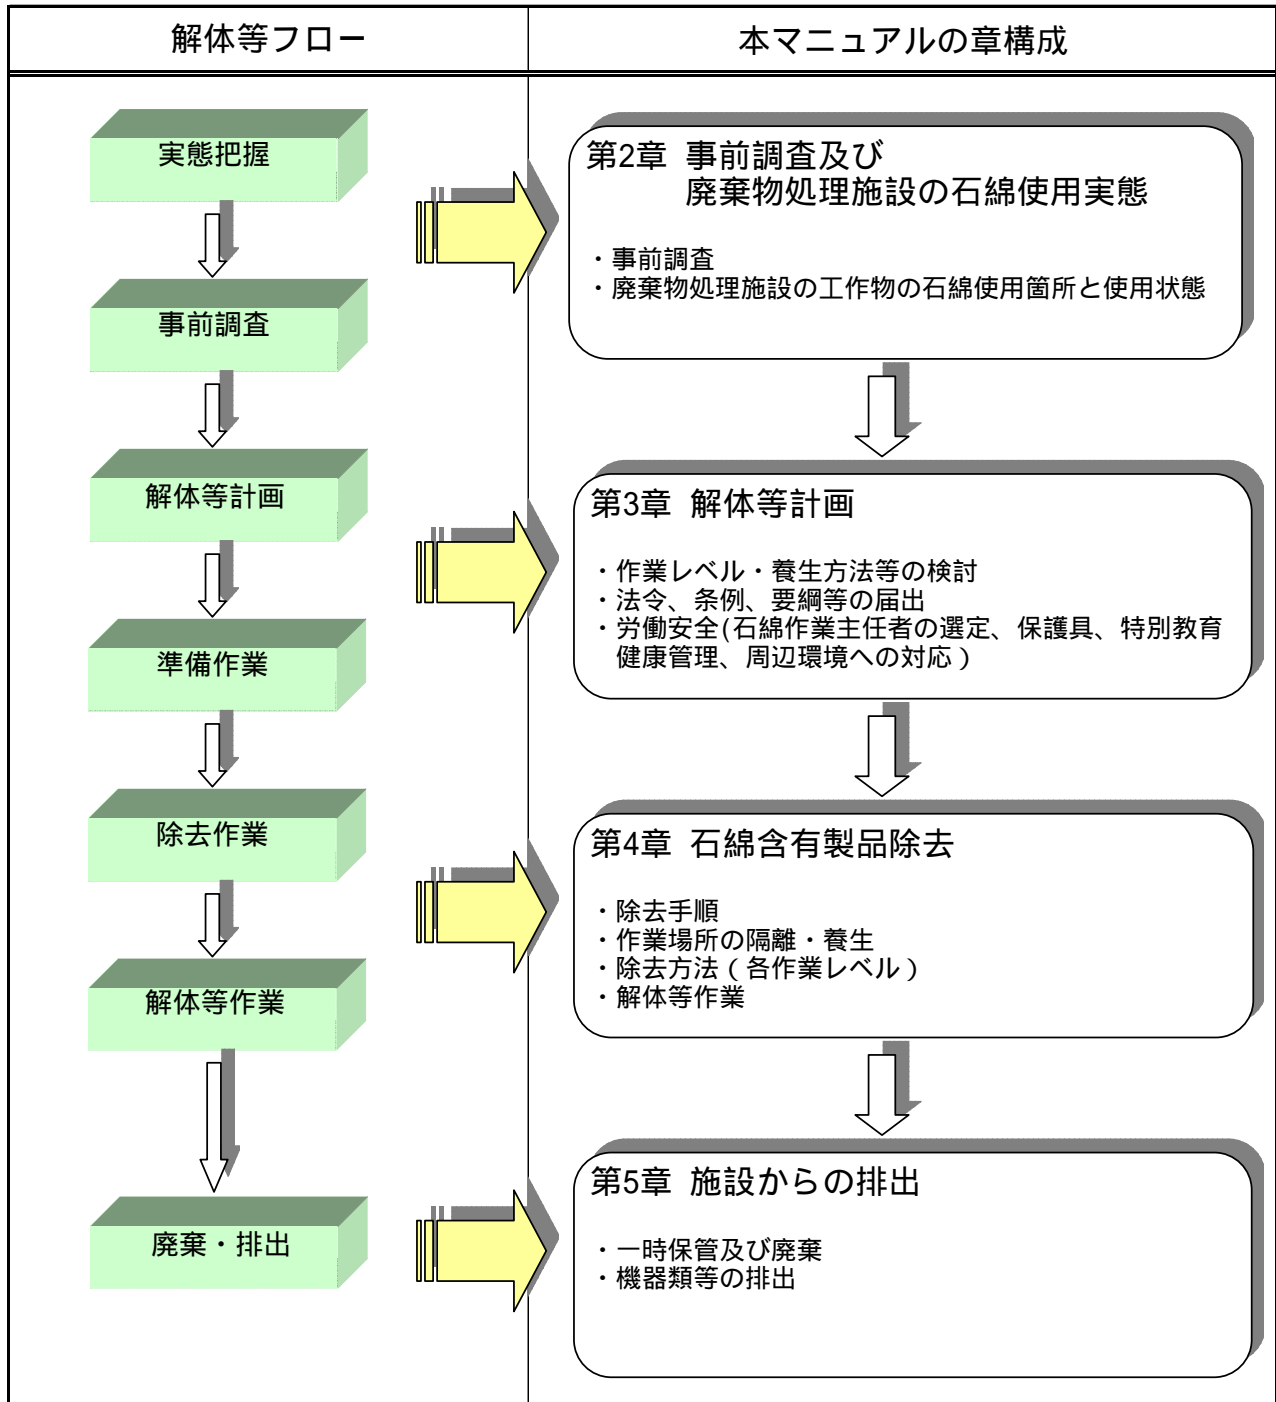 解体等フロー
本マニュアルの章構成
実態把握
事前調査
解体等計画
準備作業
除去作業
解体等作業
廃棄・排出
第2章 事前調査及び
廃棄物処理施設の石綿使用実態
・事前調査
・廃棄物処理施設の工作物の石綿使用箇所と使用状態
第3章 解体等計画
・作業レベル・養生方法等の検討
・法令、条例、要綱等の届出
・労働安全(石綿作業主任者の選定、保護具、特別教育
健康管理、周辺環境への対応）
第4章 石綿含有製品除去
・除去手順
・作業場所の隔離・養生
・除去方法（各作業レベル）
・解体等作業
第5章 施設からの排出
・一時保管及び廃棄
・機器類等の排出